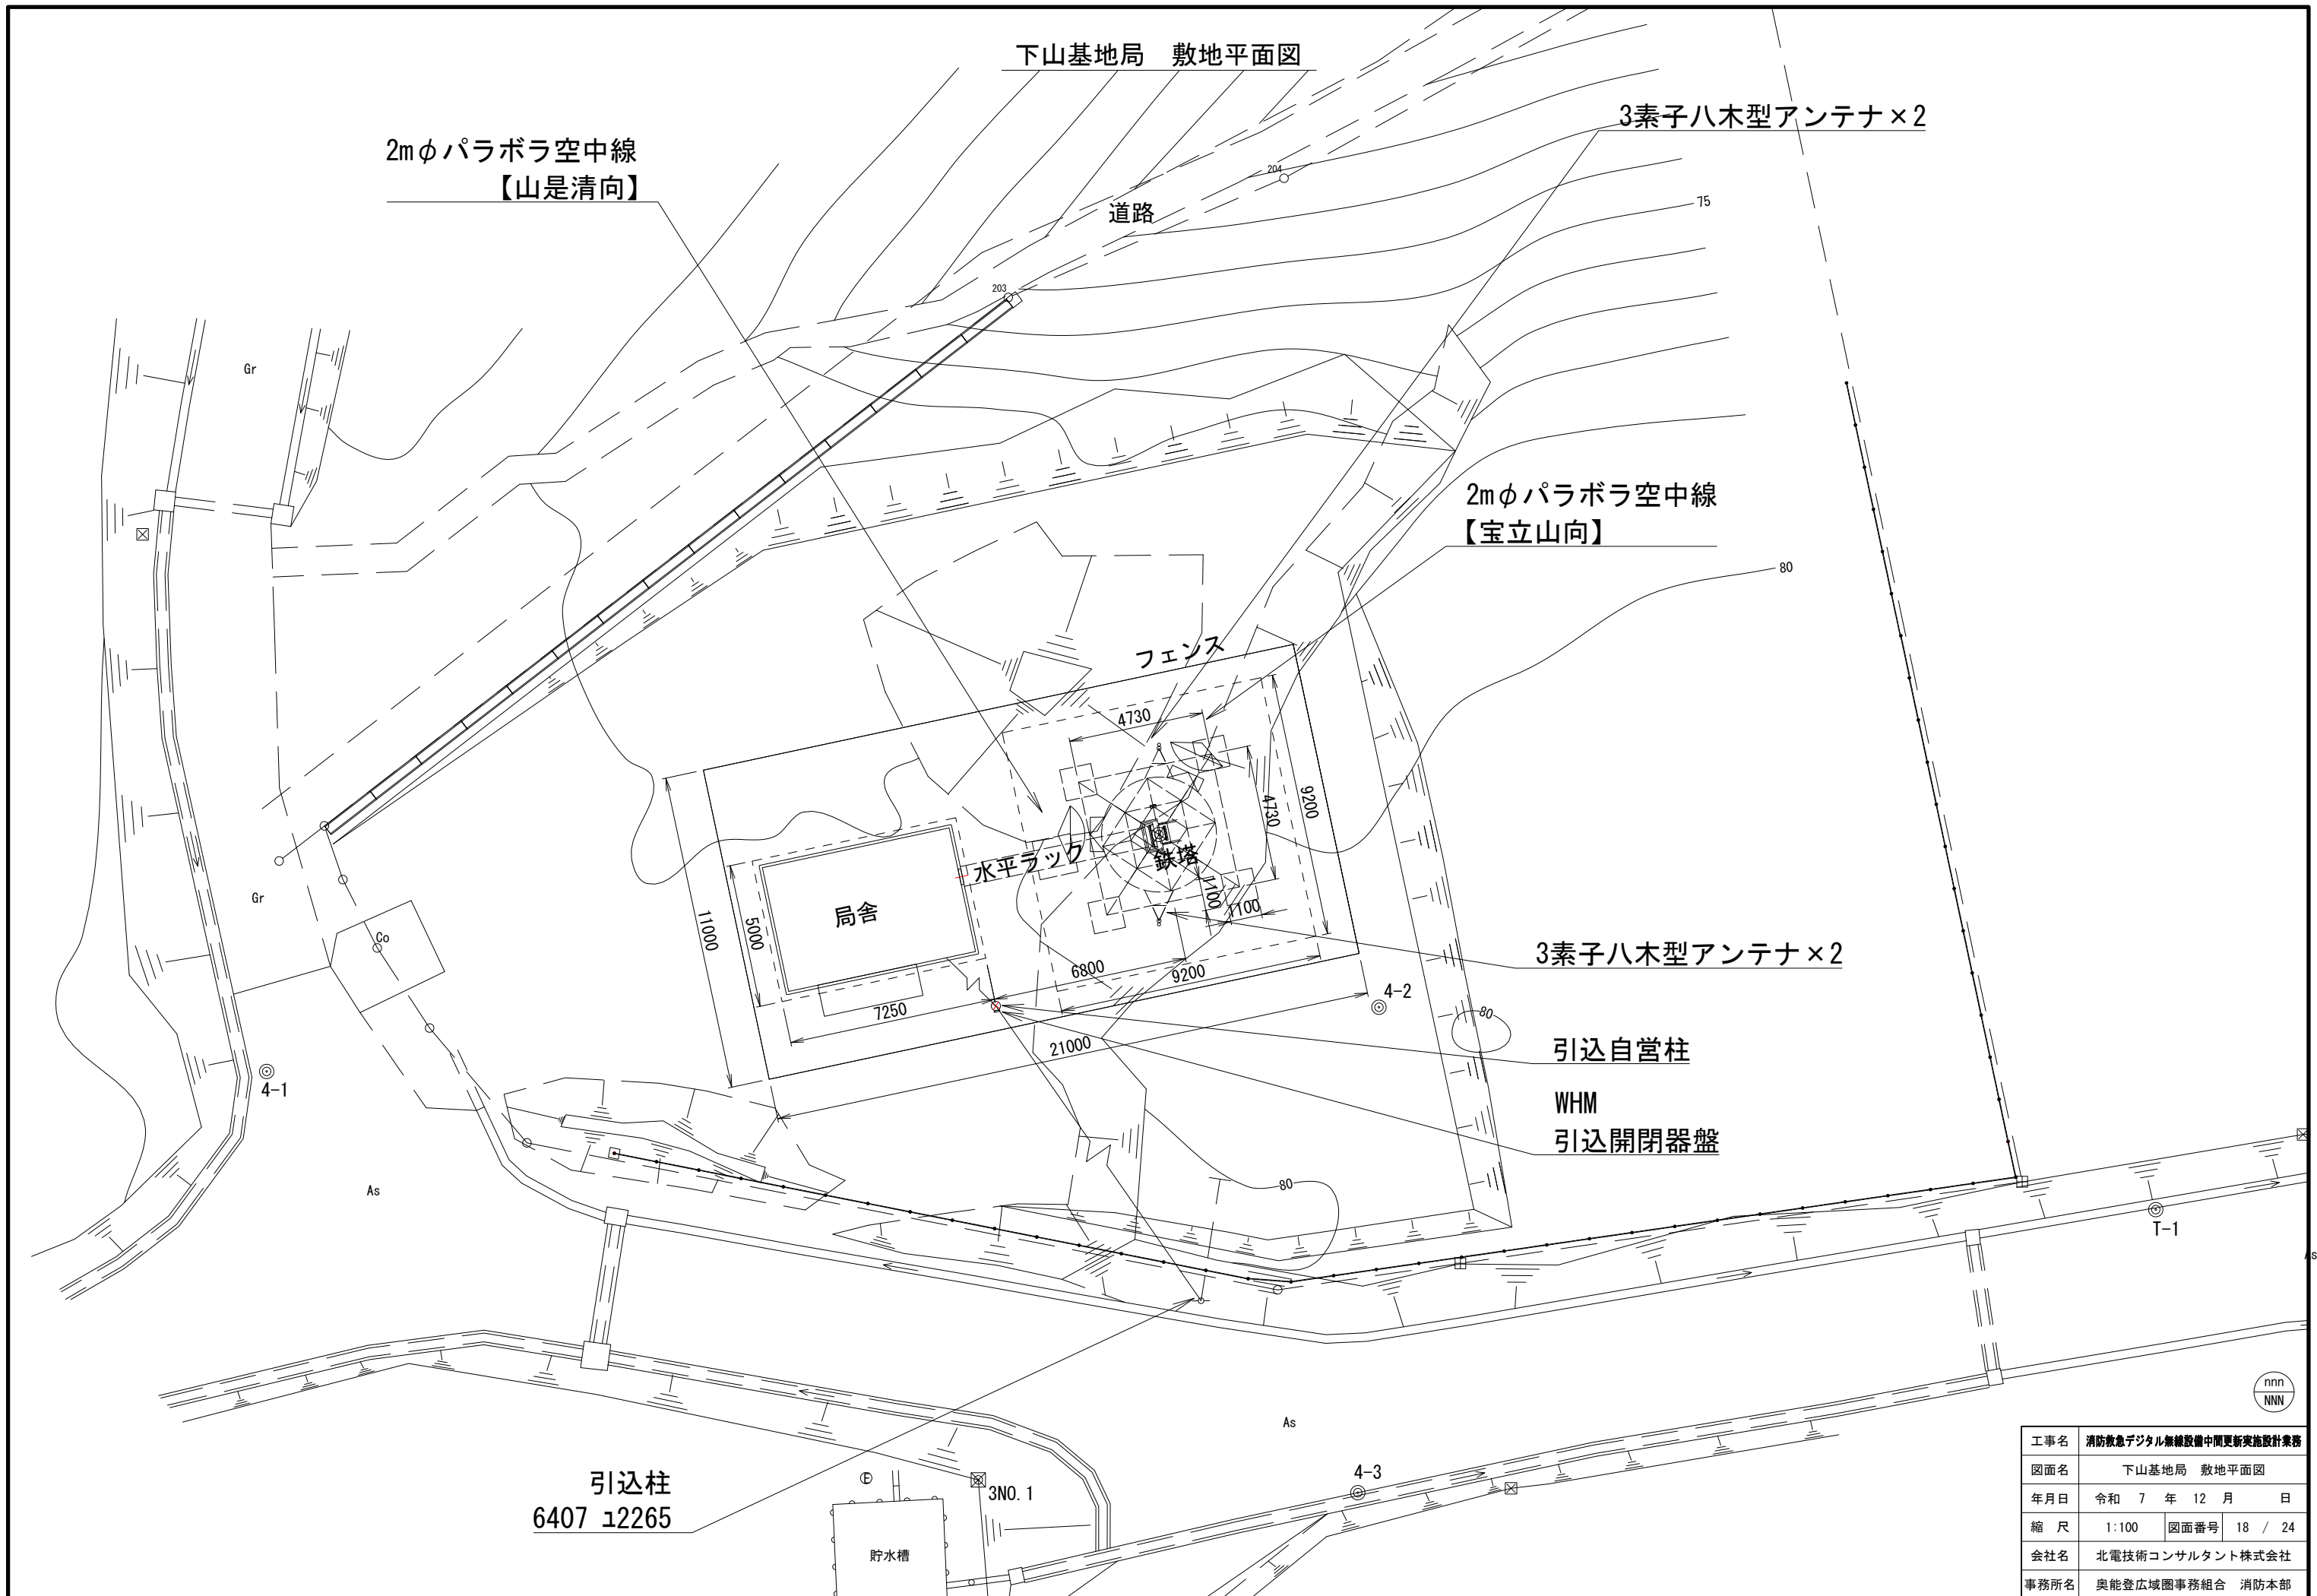 下山基地局　敷地平面図
3素子八木型アンテナ×2
2mφパラボラ空中線
【山是清向】
204
道路
75
203
Gr
2mφパラボラ空中線
【宝立山向】
80
フェンス
4730
9200
4730
水平ラック
鉄塔
1100
1100
局舎
Gr
11000
5000
Co
3素子八木型アンテナ×2
6800
9200
7250
4-2
80
21000
引込自営柱
4-1
WHM
引込開閉器盤
As
80
T-1
As
nnn
NNN
As
引込柱
6407 ｺ2265
E
3NO.1
4-3
貯水槽
工事名 消防救急デジタル無線設備中間更新実施設計業務
図面名 下山基地局　敷地平面図
年月日 令和 7 年 12 月 日
縮 尺 1:100 図面番号 18 / 24
会社名 北電技術コンサルタント株式会社
事務所名 奥能登広域圏事務組合　消防本部